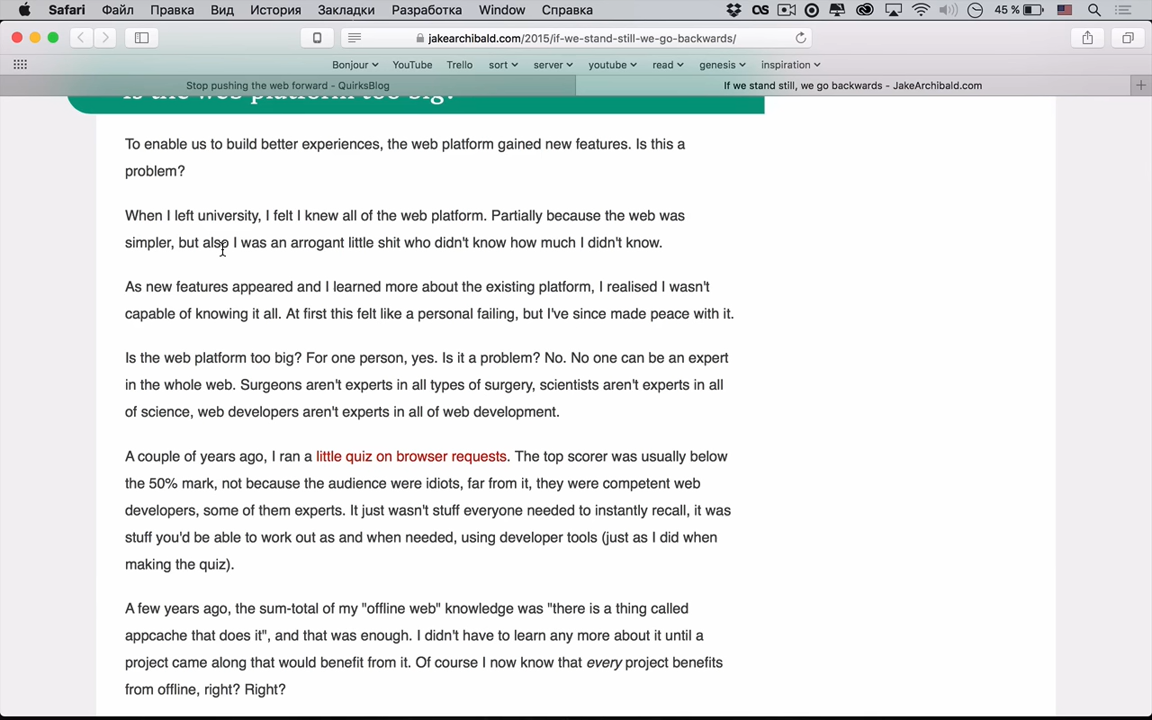 Safari Файл Правка Вид История Закладки Разработка Window Справка 45 %
jakearchibald.com/2015/if-we-stand-still-we-go-backwards/
Bonjour YouTube Trello sort server youtube read genesis inspiration
Stop pushing the web forward - QuirksBlog If we stand still, we go backwards - JakeArchibald.com
Is the web platform too big?
To enable us to build better experiences, the web platform gained new features. Is this a
problem?
When I left university, I felt I knew all of the web platform. Partially because the web was
simpler, but also I was an arrogant little shit who didn't know how much I didn't know.
As new features appeared and I learned more about the existing platform, I realised I wasn't
capable of knowing it all. At first this felt like a personal failing, but I've since made peace with it.
Is the web platform too big? For one person, yes. Is it a problem? No. No one can be an expert
in the whole web. Surgeons aren't experts in all types of surgery, scientists aren't experts in all
of science, web developers aren't experts in all of web development.
A couple of years ago, I ran a little quiz on browser requests. The top scorer was usually below
the 50% mark, not because the audience were idiots, far from it, they were competent web
developers, some of them experts. It just wasn't stuff everyone needed to instantly recall, it was
stuff you'd be able to work out as and when needed, using developer tools (just as I did when
making the quiz).
A few years ago, the sum-total of my "offline web" knowledge was "there is a thing called
appcache that does it", and that was enough. I didn't have to learn any more about it until a
project came along that would benefit from it. Of course I now know that every project benefits
from offline, right? Right?